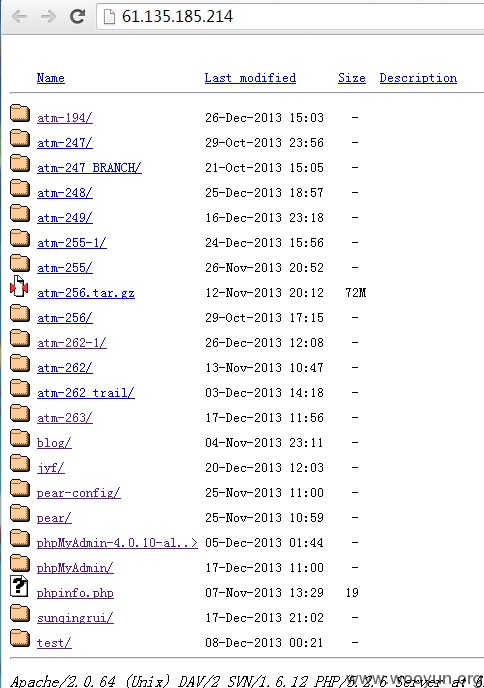 61.135.185.214
Name Last modified Size Description
atm-194/ 26-Dec-2013 15:03 -
atm-247/ 29-Oct-2013 23:56 -
atm-247 BRANCH/ 21-Oct-2013 15:05 -
atm-248/ 25-Dec-2013 18:57 -
atm-249/ 16-Dec-2013 23:18 -
atm-255-1/ 24-Dec-2013 15:56 -
atm-255/ 26-Nov-2013 20:52 -
atm-256.tar.gz 12-Nov-2013 20:12 72M
atm-256/ 29-Oct-2013 17:15 -
atm-262-1/ 26-Dec-2013 12:08 -
atm-262/ 13-Nov-2013 10:47 -
atm-262 trail/ 03-Dec-2013 14:18 -
atm-263/ 17-Dec-2013 11:56 -
blog/ 04-Nov-2013 23:11 -
jyf/ 20-Dec-2013 12:03 -
pear-config/ 25-Nov-2013 11:00 -
pear/ 25-Nov-2013 10:59 -
phpMyAdmin-4.0.10-al..> 05-Dec-2013 01:44 -
phpMyAdmin/ 17-Dec-2013 11:00 -
phpinfo.php 07-Nov-2013 13:29 19
sunqingrui/ 17-Dec-2013 21:02 -
test/ 08-Dec-2013 00:21 -
www.wooyun.org
Apache/2.0.64 (Unix) DAV/2 SVN/1.6.12 PHP/5.2.6 Server at 6